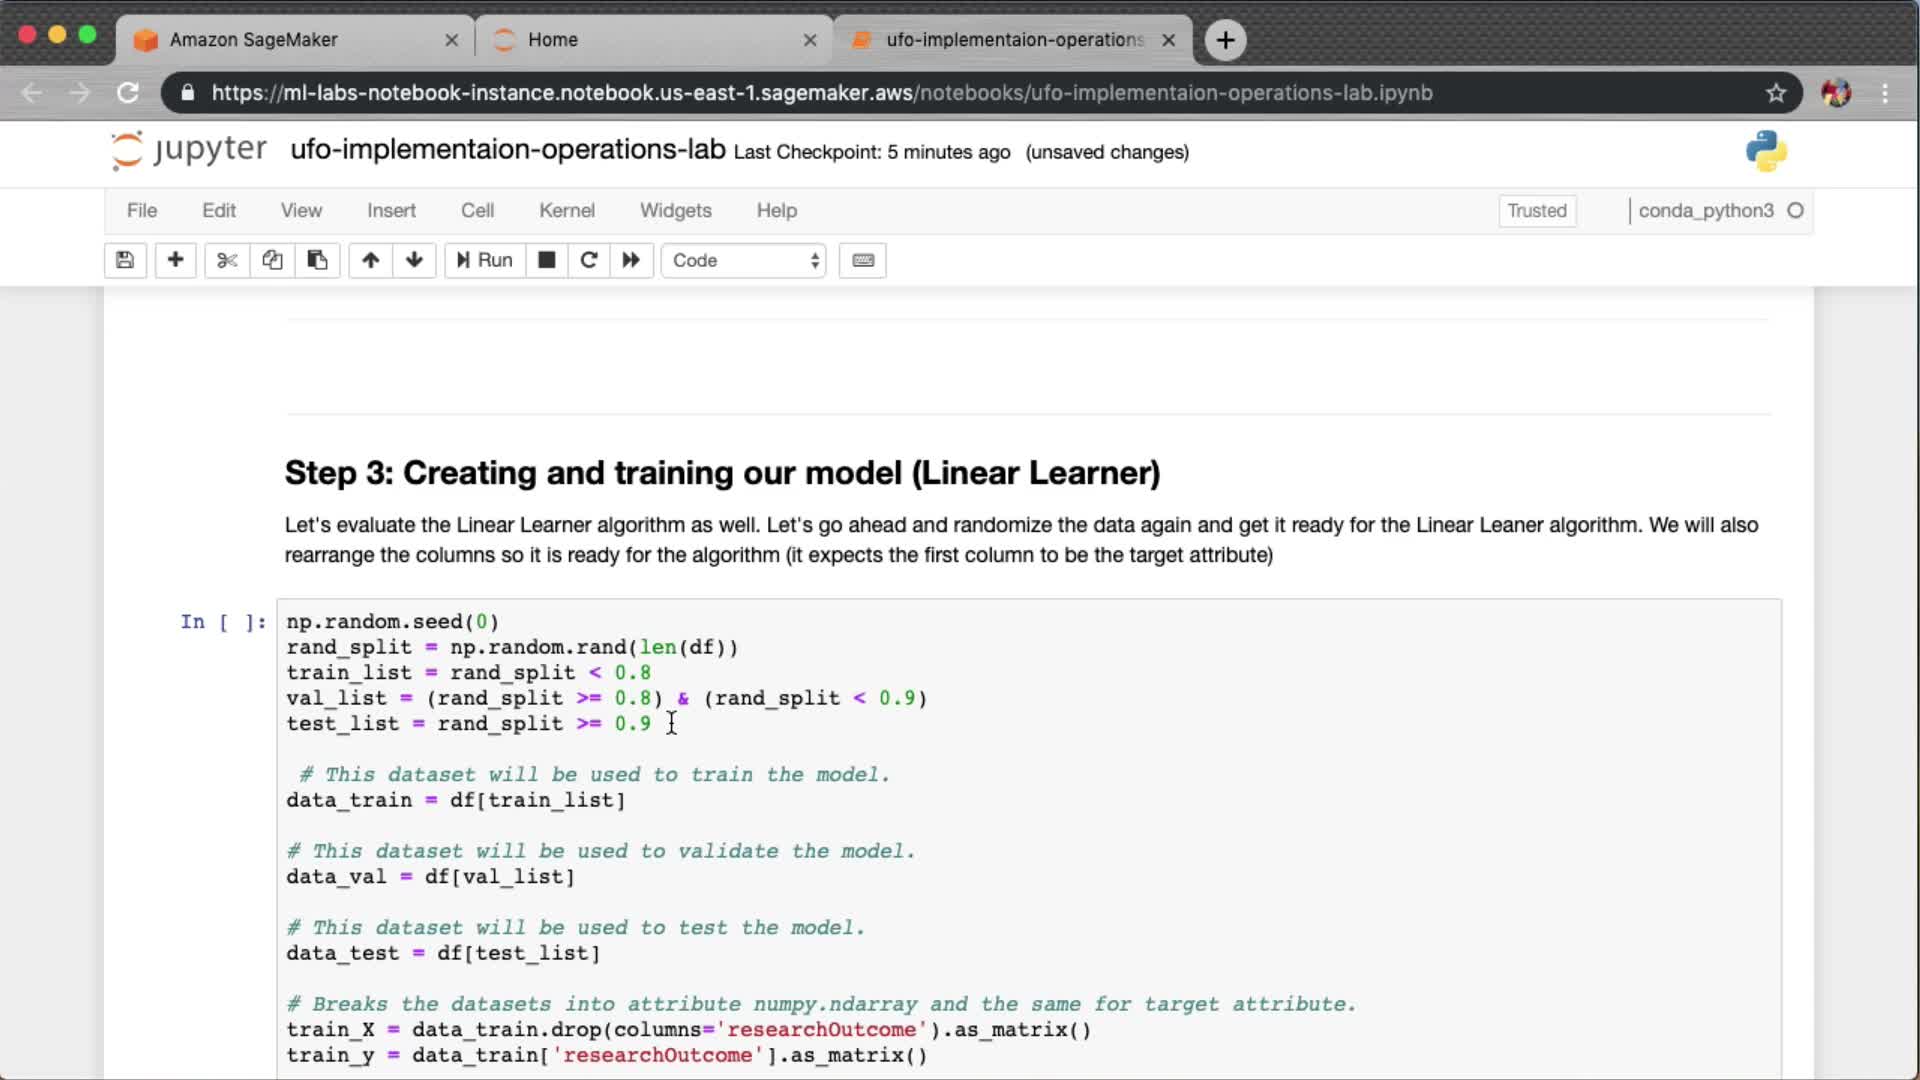 Amazon SageMaker
Home
ufo-implementaion-operations
https://ml-labs-notebook-instance.notebook.us-east-1.sagemaker.aws/notebooks/ufo-implementaion-operations-lab.ipynb
jupyter ufo-implementaion-operations-lab Last Checkpoint: 5 minutes ago (unsaved changes)
File Edit View Insert Cell Kernel Widgets Help Trusted conda_python3
Run Code
Step 3: Creating and training our model (Linear Learner)
Let's evaluate the Linear Learner algorithm as well. Let's go ahead and randomize the data again and get it ready for the Linear Leaner algorithm. We will also
rearrange the columns so it is ready for the algorithm (it expects the first column to be the target attribute)
In [ ]: np.random.seed(0)
rand_split = np.random.rand(len(df))
train_list = rand_split < 0.8
val_list = (rand_split >= 0.8) & (rand_split < 0.9)
test_list = rand_split >= 0.9
# This dataset will be used to train the model.
data_train = df[train_list]
# This dataset will be used to validate the model.
data_val = df[val_list]
# This dataset will be used to test the model.
data_test = df[test_list]
# Breaks the datasets into attribute numpy.ndarray and the same for target attribute.
train_X = data_train.drop(columns='researchOutcome').as_matrix()
train_y = data_train['researchOutcome'].as_matrix()